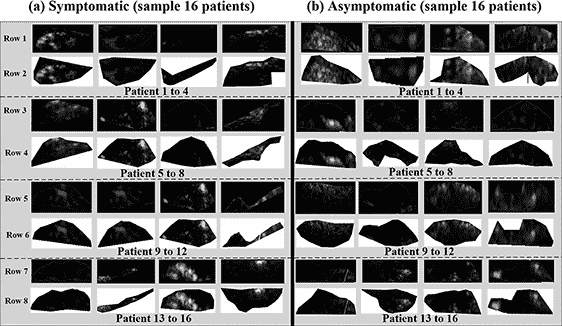 (a) Symptomatic (sample 16 patients)
(b) Asymptomatic (sample 16 patients)
Row 1
Row 2
Patient 1 to 4
Patient 1 to 4
Row 3
Row 4
Patient 5 to 8
Patient 5 to 8
Row 5
Row 6
Patient 9 to 12
Patient 9 to 12
Row 7
Row 8
Patient 13 to 16
Patient 13 to 16